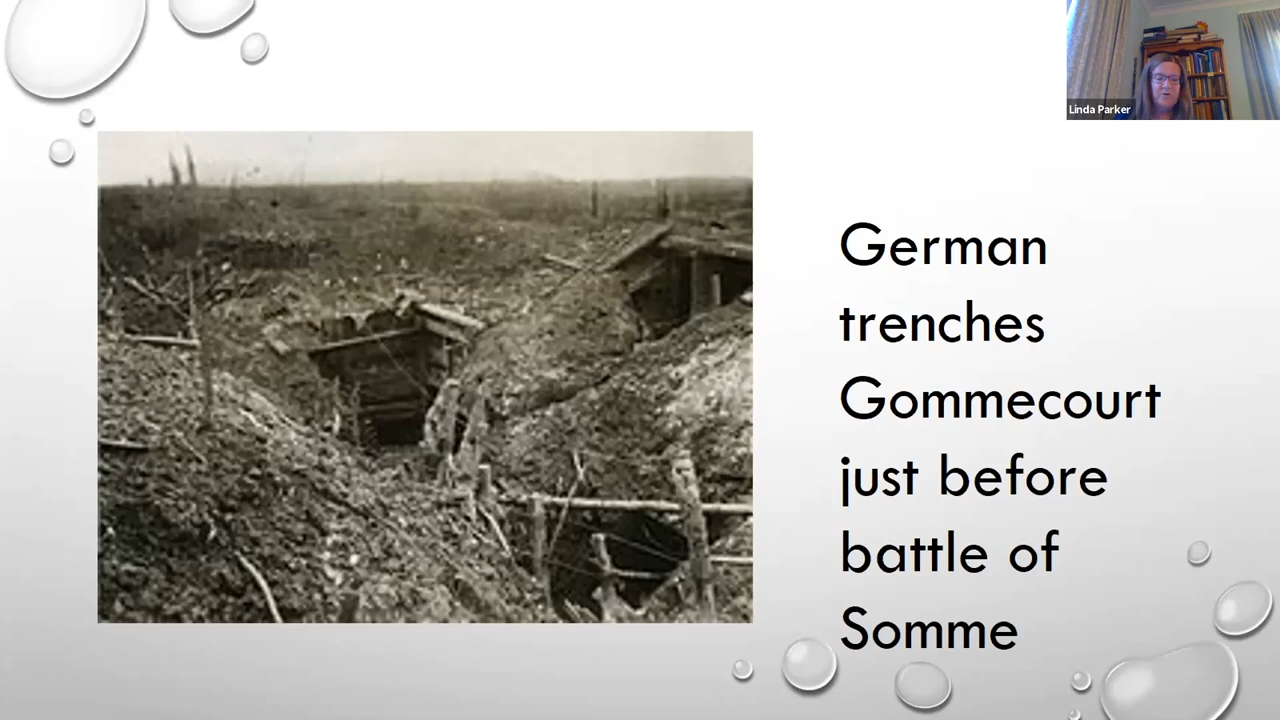 Linda Parker
German
trenches
Gommecourt
just before
battle of
Somme